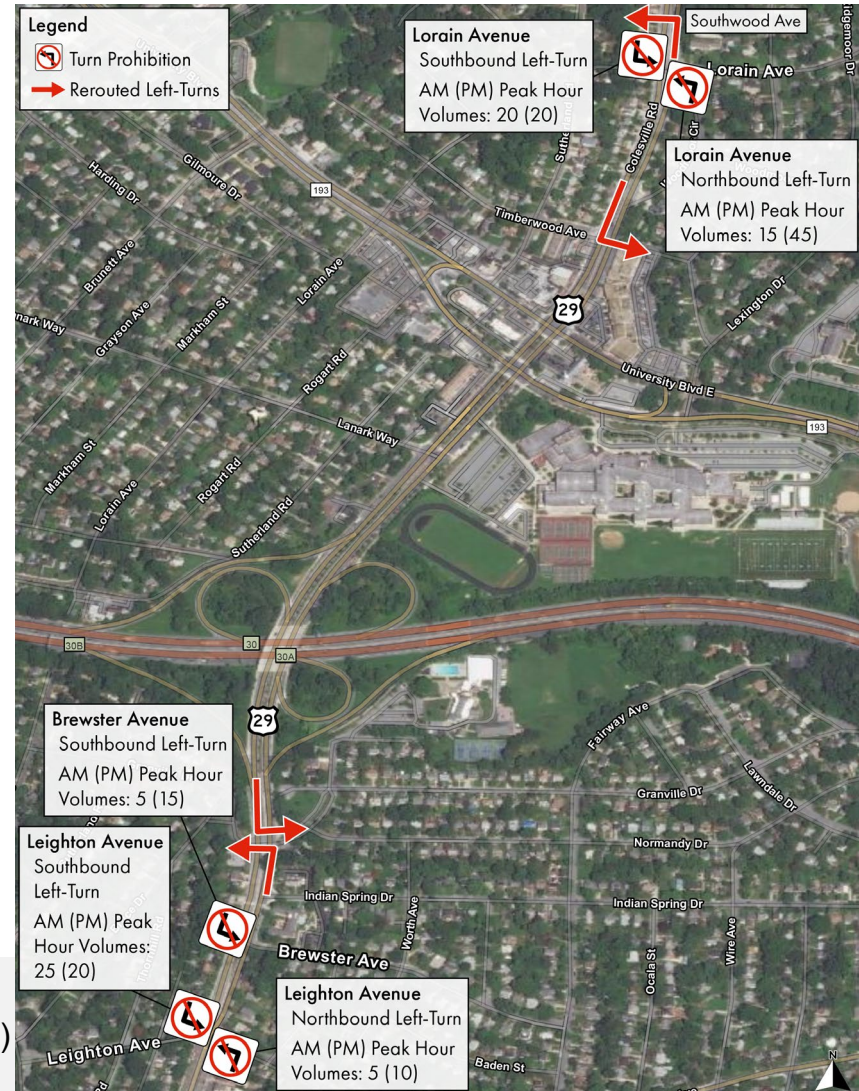 Legend
Turn Prohibition
Rerouted Left-Turns
Lorain Avenue
Southbound Left-Turn
AM (PM) Peak Hour
Volumes: 20 (20)
Southwood Ave
Lorain Ave
Colesville Rd
Lorain Avenue
Northbound Left-Turn
AM (PM) Peak Hour
Volumes: 15 (45)
Harding Dr
Gilmoure Dr
193
Timberwood Ave
Brunett Ave
Grayson Ave
Markham St
Lorain Ave
29
Lexington Dr
Rogart Rd
University Blvd E
Lanark Way
193
Markham St
Lorain Ave
Rogart Rd
Sutherland Rd
30B
30
30A
Brewster Avenue
Southbound Left-Turn
AM (PM) Peak Hour
Volumes: 5 (15)
29
Fairway Ave
Granville Dr
Lawndale Dr
Normandy Dr
Leighton Avenue
Southbound
Left-Turn
AM (PM) Peak
Hour Volumes:
25 (20)
Indian Spring Dr
Indian Spring Dr
Worth Ave
Brewster Ave
Ocala St
Wire Ave
Leighton Avenue
Northbound Left-Turn
AM (PM) Peak Hour
Volumes: 5 (10)
)
Leighton Ave
Baden St
N